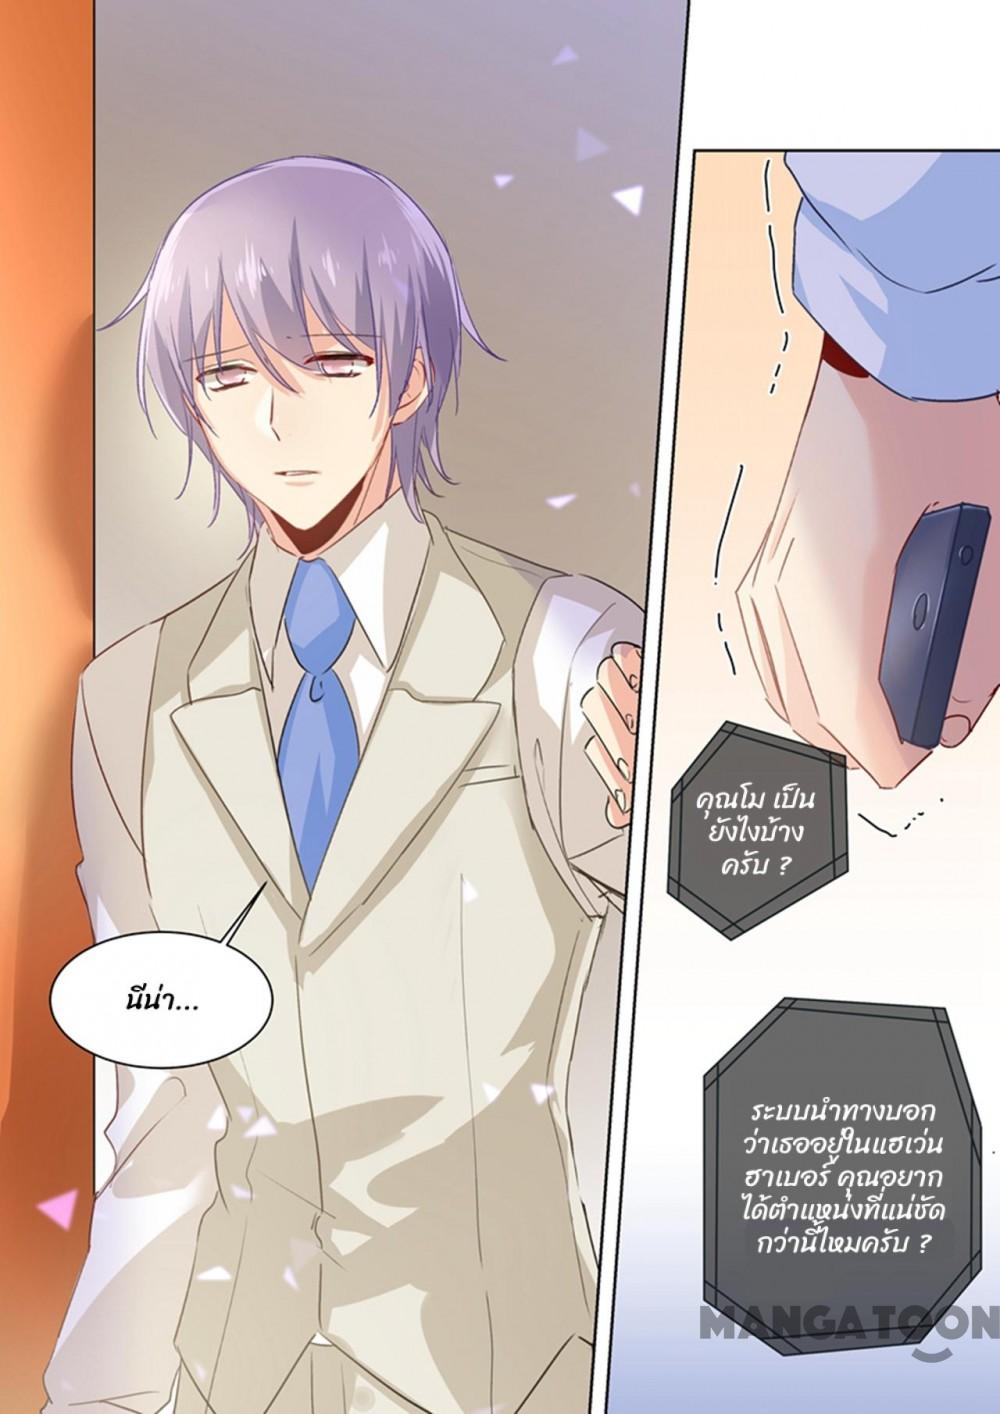 นีน่า...
คุณโม เป็น
ยังไงบ้าง
ครับ ?
ระบบนำทางบอก
ว่าเธออยู่ในแฮเว่น
ฮาเบอร์ คุณอยาก
ได้ตำแหน่งที่แน่ชัด
กว่านี้ไหมครับ ?
MANGATOON